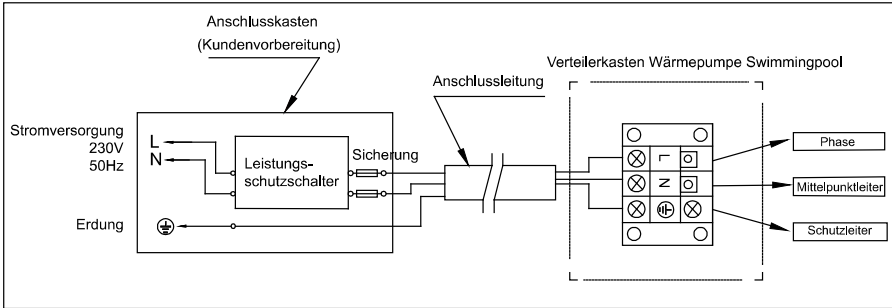 Anschlusskasten
(Kundenvorbereitung)
Verteilerkasten Wärmepumpe Swimmingpool
Anschlussleitung
Stromversorgung
230V
50Hz
L
N
Leistungs-
schutzschalter
Sicherung
Erdung
L
N
Phase
Mittelpunktleiter
Schutzleiter